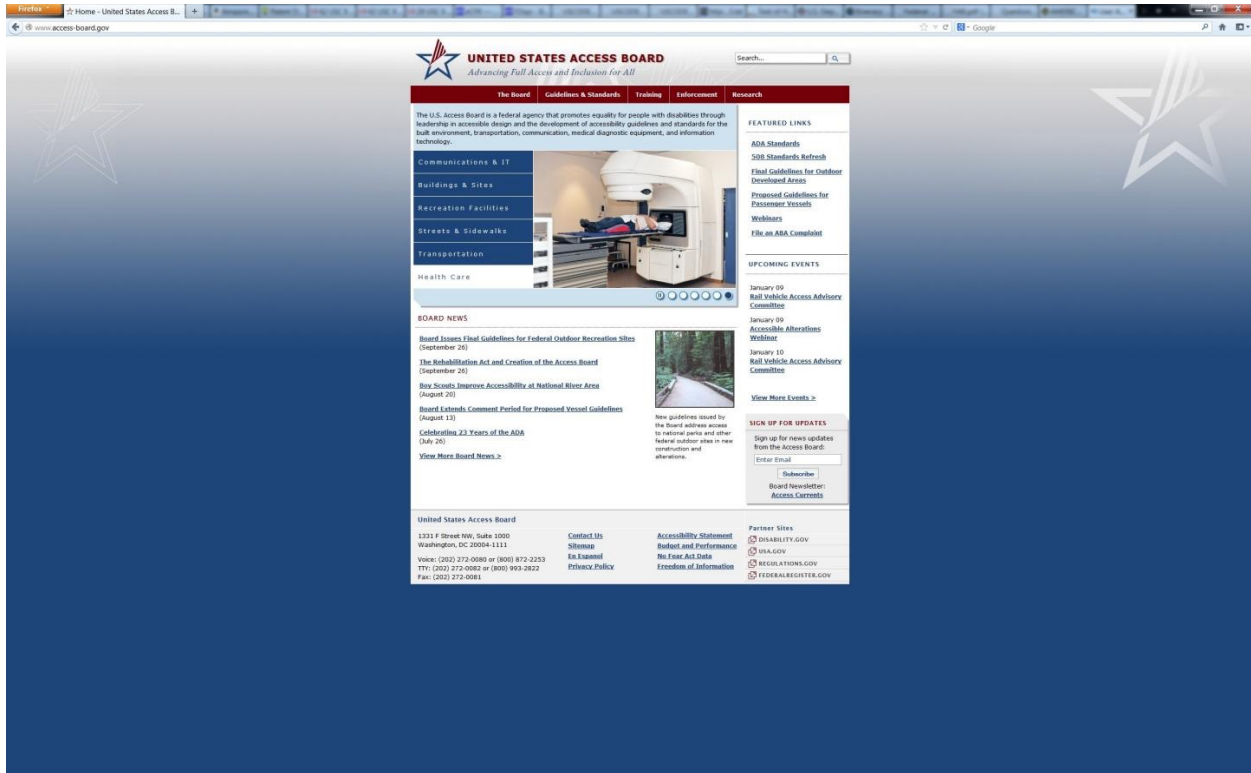 Firefox
Home - United States Access B...
www.access-board.gov
Google
UNITED STATES ACCESS BOARD
Advancing Full Access and Inclusion for All
Search...
The Board Guidelines & Standards Training Enforcement Research
The U.S. Access Board is a federal agency that promotes equality for people with disabilities through
leadership in accessible design and the development of accessibility guidelines and standards for the
built environment, transportation, communication, medical diagnostic equipment, and information
technology.
Communications & IT
Buildings & Sites
Recreation Facilities
Streets & Sidewalks
Transportation
Health Care
BOARD NEWS
Board Issues Final Guidelines for Federal Outdoor Recreation Sites
(September 26)
The Rehabilitation Act and Creation of the Access Board
(September 26)
Boy Scouts Improve Accessibility at National River Area
(August 20)
Board Extends Comment Period for Proposed Vessel Guidelines
(August 13)
Celebrating 23 Years of the ADA
(July 26)
View More Board News >
New guidelines issued by
the Board address access
to national parks and other
federal outdoor sites in new
construction and
alterations.
FEATURED LINKS
ADA Standards
508 Standards Refresh
Final Guidelines for Outdoor
Developed Areas
Proposed Guidelines for
Passenger Vessels
Webinars
File an ABA Complaint
UPCOMING EVENTS
January 09
Rail Vehicle Access Advisory
Committee
January 09
Accessible Alterations
Webinar
January 10
Rail Vehicle Access Advisory
Committee
View More Events >
SIGN UP FOR UPDATES
Sign up for news updates
from the Access Board:
Enter Email
Subscribe
Board Newsletter:
Access Currents
United States Access Board
1331 F Street NW, Suite 1000
Washington, DC 20004-1111
Voice: (202) 272-0080 or (800) 872-2253
TTY: (202) 272-0082 or (800) 993-2822
Fax: (202) 272-0081
Contact Us
Sitemap
En Espanol
Privacy Policy
Accessibility Statement
Budget and Performance
No Fear Act Data
Freedom of Information
Partner Sites
DISABILITY.GOV
USA.GOV
REGULATIONS.GOV
FEDERALREGISTER.GOV